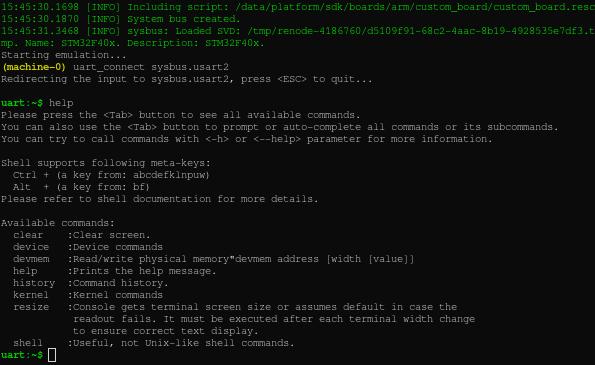 15:45:30.1698 [INFO] Including script: /data/platform/sdk/boards/arm/custom_board/custom_board.resc
15:45:30.1870 [INFO] System bus created.
15:45:31.3468 [INFO] sysbus: Loaded SVD: /tmp/renode-4186760/d5109f91-68c2-4aac-8b19-4928535e7df3.t
mp. Name: STM32F40x. Description: STM32F40x.
Starting emulation...
(machine-0) uart_connect sysbus.usart2
Redirecting the input to sysbus.usart2, press <ESC> to quit...
uart:~$ help
Please press the <Tab> button to see all available commands.
You can also use the <Tab> button to prompt or auto-complete all commands or its subcommands.
You can try to call commands with <-h> or <--help> parameter for more information.
Shell supports following meta-keys:
Ctrl + (a key from: abcdefklnpuw)
Alt + (a key from: bf)
Please refer to shell documentation for more details.
Available commands:
clear :Clear screen.
device :Device commands
devmem :Read/write physical memory"devmem address [width [value]]
help :Prints the help message.
history :Command history.
kernel :Kernel commands
resize :Console gets terminal screen size or assumes default in case the
readout fails. It must be executed after each terminal width change
to ensure correct text display.
shell :Useful, not Unix-like shell commands.
uart:~$